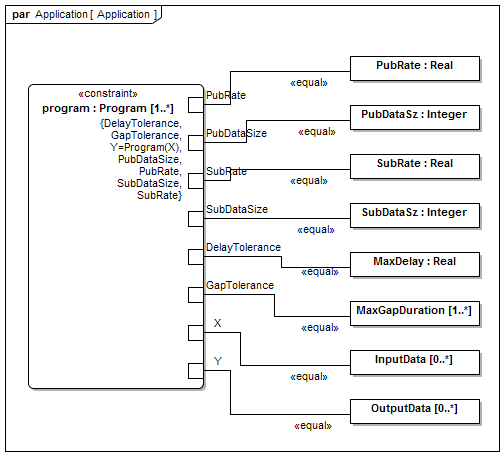 par Application [ Application ]
«constraint»
program : Program [1..*]
{DelayTolerance,
GapTolerance,
Y=Program(X),
PubDataSize,
PubRate,
SubDataSize,
SubRate}
PubRate
«equal»
PubRate : Real
PubDataSize
«equal»
PubDataSz : Integer
SubRate
«equal»
SubRate : Real
SubDataSize
«equal»
SubDataSz : Integer
DelayTolerance
«equal»
MaxDelay : Real
GapTolerance
«equal»
MaxGapDuration [1..*]
X
«equal»
InputData [0..*]
Y
«equal»
OutputData [0..*]